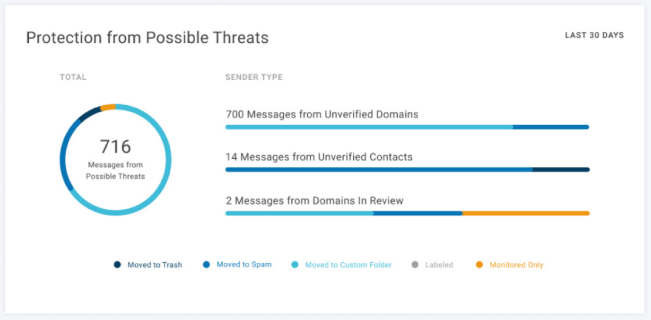 Protection from Possible Threats
LAST 30 DAYS
TOTAL
716
Messages from
Possible Threats
SENDER TYPE
700 Messages from Unverified Domains
14 Messages from Unverified Contacts
2 Messages from Domains In Review
Moved to Trash
Moved to Spam
Moved to Custom Folder
Labeled
Monitored Only